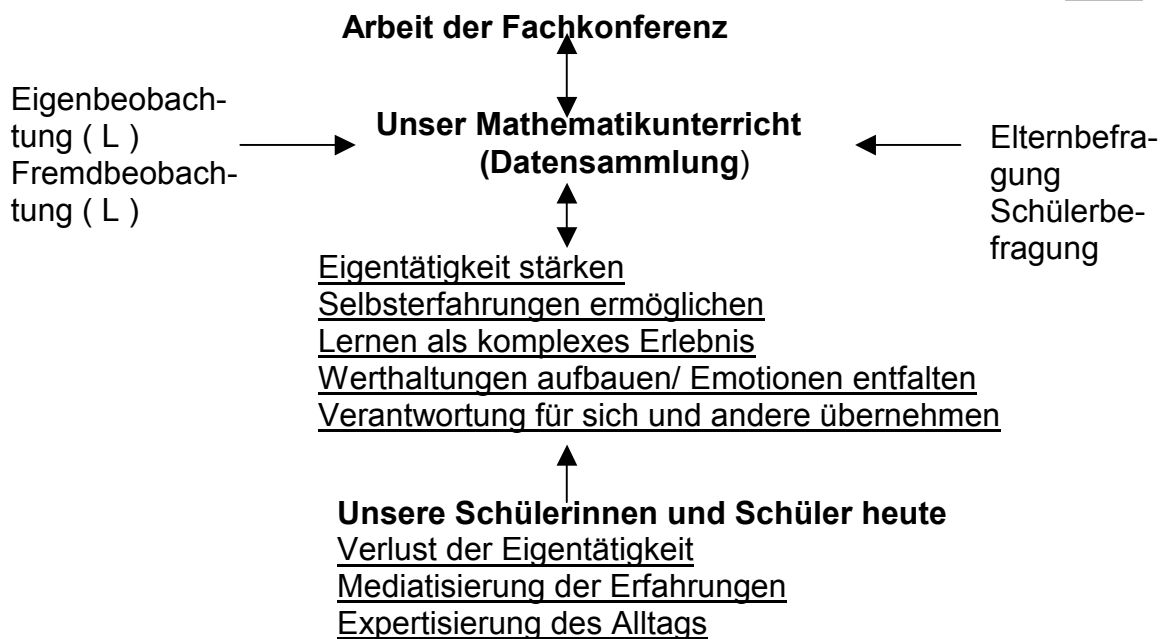 Arbeit der Fachkonferenz
Eigenbeobach-
tung ( L )
Fremdbeobach-
tung ( L )
Unser Mathematikunterricht
(Datensammlung)
Elternbefra-
gung
Schülerbe-
fragung
Eigentätigkeit stärken
Selbsterfahrungen ermöglichen
Lernen als komplexes Erlebnis
Werthaltungen aufbauen/ Emotionen entfalten
Verantwortung für sich und andere übernehmen
Unsere Schülerinnen und Schüler heute
Verlust der Eigentätigkeit
Mediatisierung der Erfahrungen
Expertisierung des Alltags